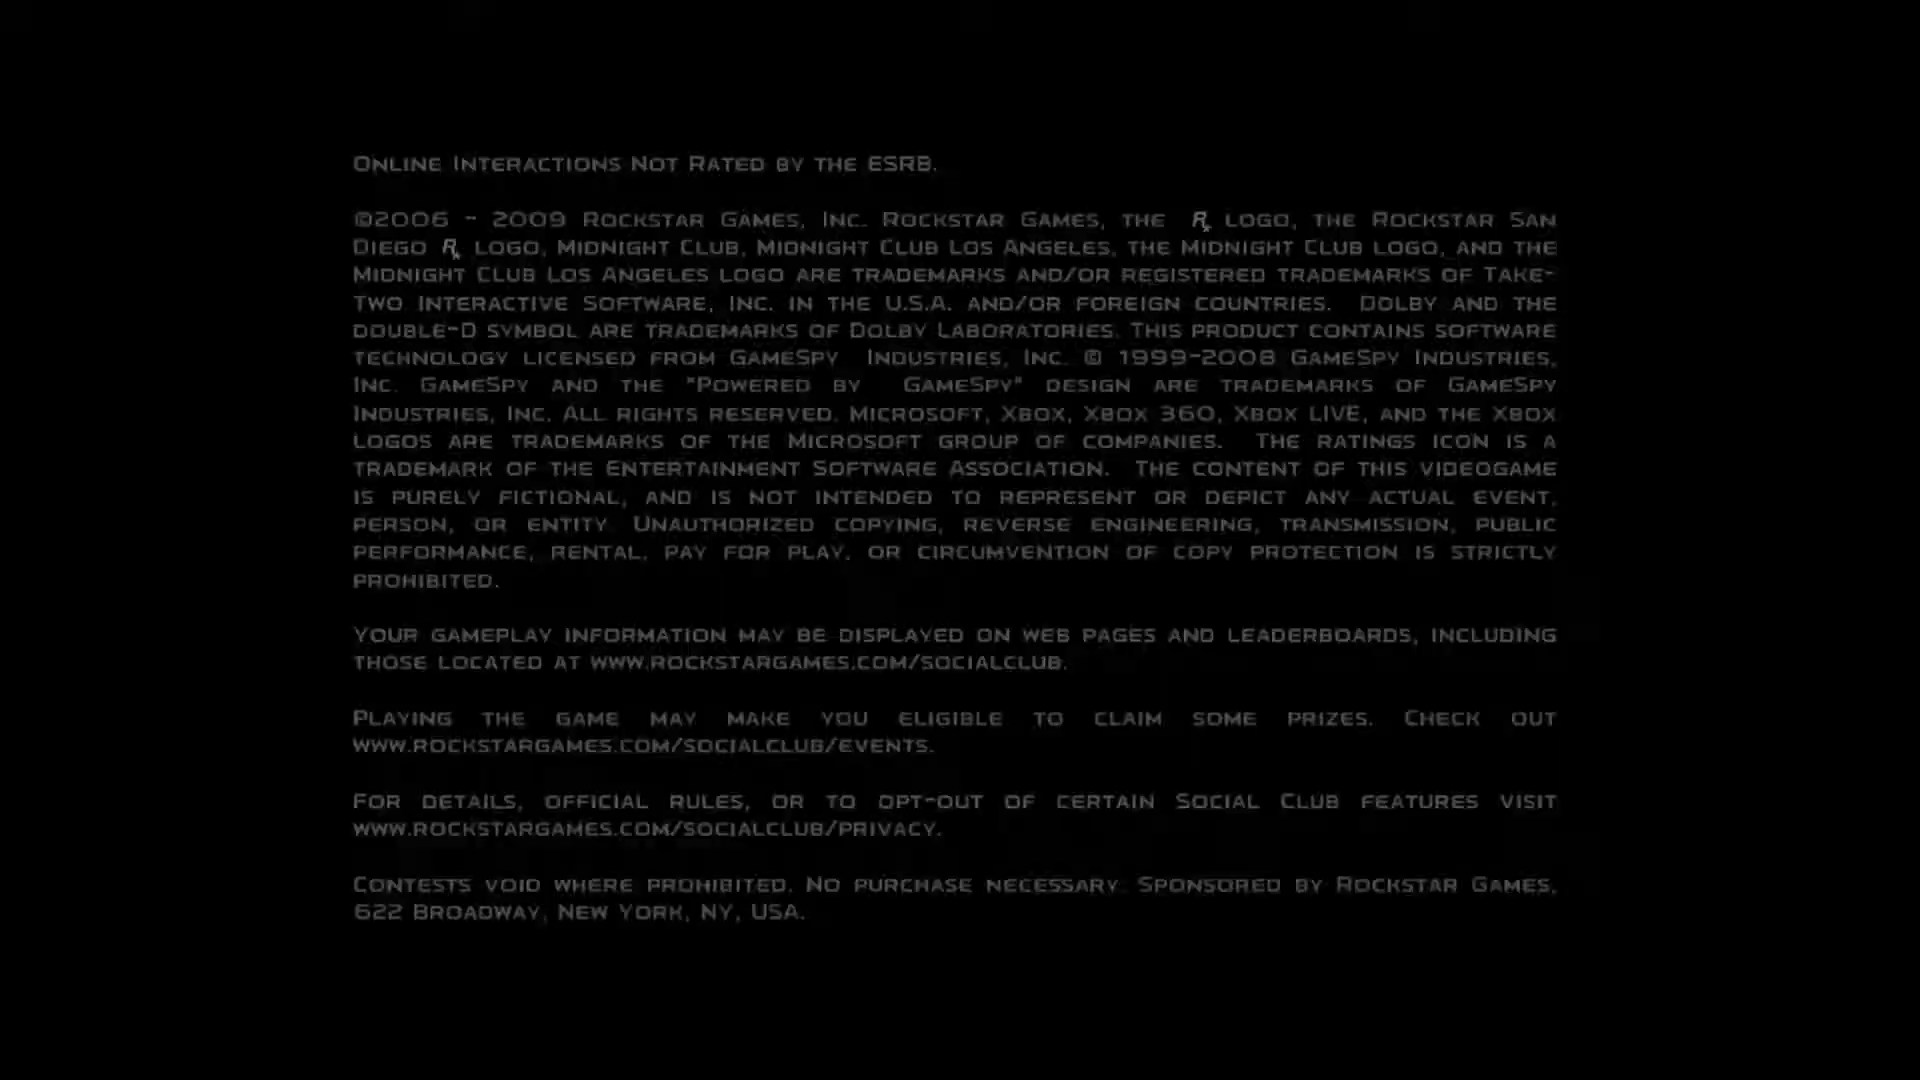 Online Interactions Not Rated by the ESRB.
©2006 - 2009 Rockstar Games, Inc. Rockstar Games, the R* logo, the Rockstar San
Diego R* logo, Midnight Club, Midnight Club Los Angeles, the Midnight Club logo, and the
Midnight Club Los Angeles logo are trademarks and/or registered trademarks of Take-
Two Interactive Software, Inc. in the U.S.A. and/or foreign countries. Dolby and the
double-D symbol are trademarks of Dolby Laboratories. This product contains software
technology licensed from GameSpy Industries, Inc. © 1999-2008 GameSpy Industries,
Inc. GameSpy and the "Powered by GameSpy" design are trademarks of GameSpy
Industries, Inc. All rights reserved. Microsoft, Xbox, Xbox 360, Xbox LIVE, and the Xbox
logos are trademarks of the Microsoft group of companies. The ratings icon is a
trademark of the Entertainment Software Association. The content of this videogame
is purely fictional, and is not intended to represent or depict any actual event,
person, or entity. Unauthorized copying, reverse engineering, transmission, public
performance, rental, pay for play, or circumvention of copy protection is strictly
prohibited.
Your gameplay information may be displayed on web pages and leaderboards, including
those located at www.rockstargames.com/socialclub.
Playing the game may make you eligible to claim some prizes. Check out
www.rockstargames.com/socialclub/events.
For details, official rules, or to opt-out of certain Social Club features visit
www.rockstargames.com/socialclub/privacy.
Contests void where prohibited. No purchase necessary. Sponsored by Rockstar Games,
622 Broadway, New York, NY, USA.